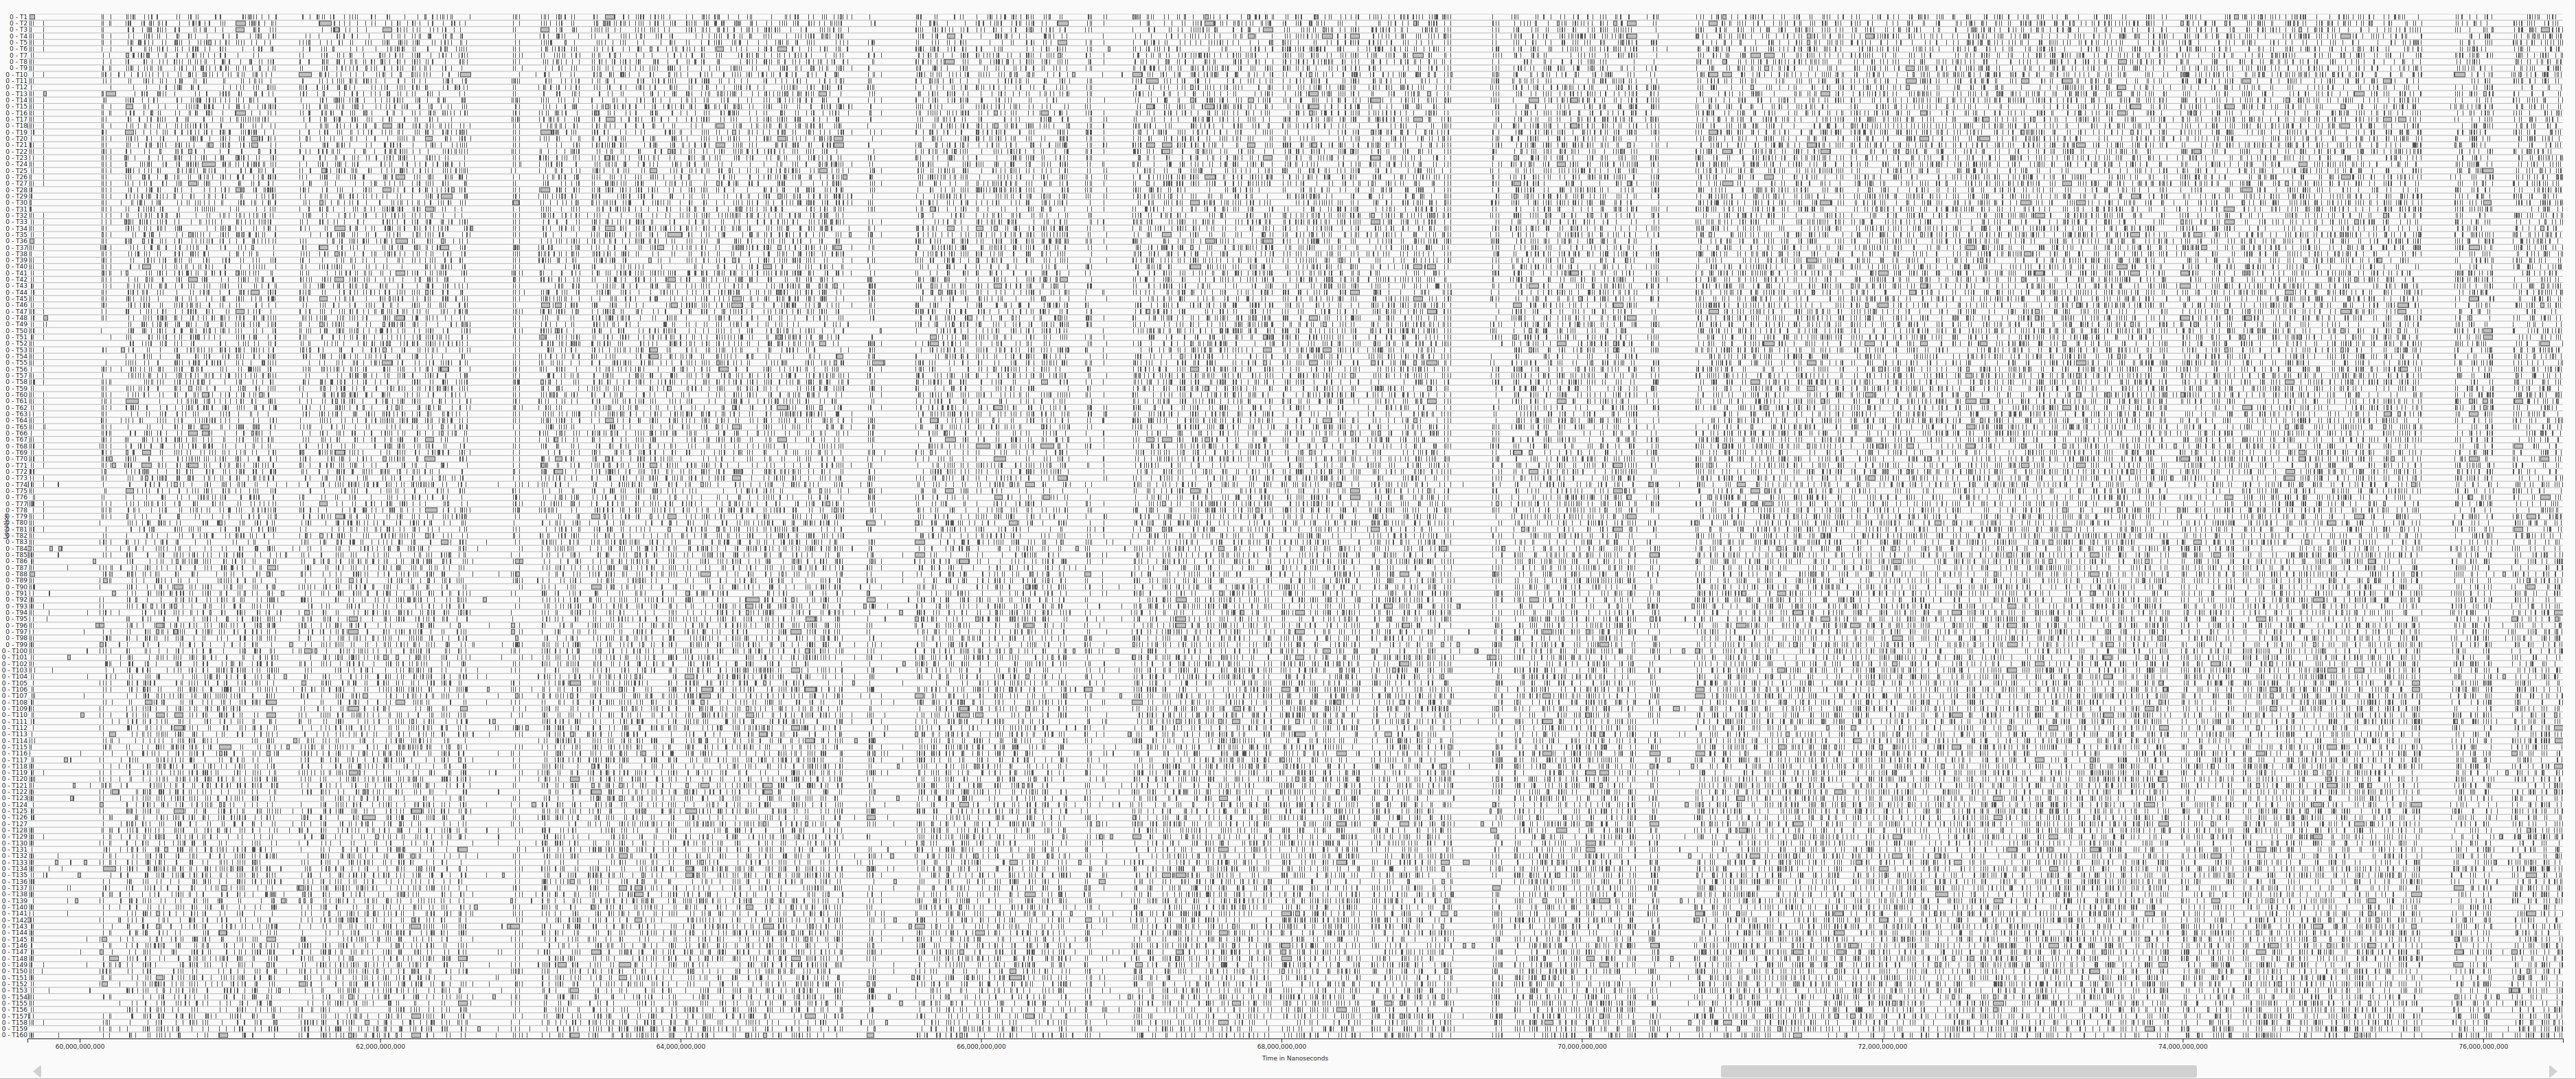 0 - T1
0 - T2
0 - T3
0 - T4
0 - T5
0 - T6
0 - T7
0 - T8
0 - T9
0 - T10
0 - T11
0 - T12
0 - T13
0 - T14
0 - T15
0 - T16
0 - T17
0 - T18
0 - T19
0 - T20
0 - T21
0 - T22
0 - T23
0 - T24
0 - T25
0 - T26
0 - T27
0 - T28
0 - T29
0 - T30
0 - T31
0 - T32
0 - T33
0 - T34
0 - T35
0 - T36
0 - T37
0 - T38
0 - T39
0 - T40
0 - T41
0 - T42
0 - T43
0 - T44
0 - T45
0 - T46
0 - T47
0 - T48
0 - T49
0 - T50
0 - T51
0 - T52
0 - T53
0 - T54
0 - T55
0 - T56
0 - T57
0 - T58
0 - T59
0 - T60
0 - T61
0 - T62
0 - T63
0 - T64
0 - T65
0 - T66
0 - T67
0 - T68
0 - T69
0 - T70
0 - T71
0 - T72
0 - T73
0 - T74
0 - T75
0 - T76
0 - T77
0 - T78
0 - T79
0 - T80
0 - T81
0 - T82
0 - T83
0 - T84
0 - T85
0 - T86
0 - T87
0 - T88
0 - T89
0 - T90
0 - T91
0 - T92
0 - T93
0 - T94
0 - T95
0 - T96
0 - T97
0 - T98
0 - T99
0 - T100
0 - T101
0 - T102
0 - T103
0 - T104
0 - T105
0 - T106
0 - T107
0 - T108
0 - T109
0 - T110
0 - T111
0 - T112
0 - T113
0 - T114
0 - T115
0 - T116
0 - T117
0 - T118
0 - T119
0 - T120
0 - T121
0 - T122
0 - T123
0 - T124
0 - T125
0 - T126
0 - T127
0 - T128
0 - T129
0 - T130
0 - T131
0 - T132
0 - T133
0 - T134
0 - T135
0 - T136
0 - T137
0 - T138
0 - T139
0 - T140
0 - T141
0 - T142
0 - T143
0 - T144
0 - T145
0 - T146
0 - T147
0 - T148
0 - T149
0 - T150
0 - T151
0 - T152
0 - T153
0 - T154
0 - T155
0 - T156
0 - T157
0 - T158
0 - T159
0 - T160
60,000,000,000 62,000,000,000 64,000,000,000 66,000,000,000 68,000,000,000 70,000,000,000 72,000,000,000 74,000,000,000 76,000,000,000
Time in Nanoseconds